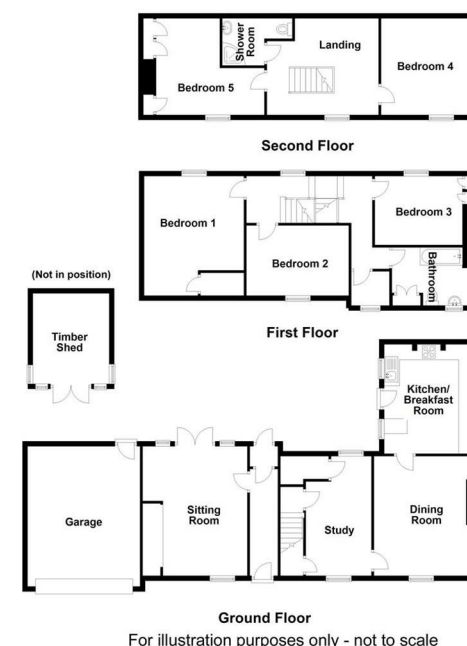 Shower
Room
Landing
Bedroom 4
Bedroom 5
Second Floor
Bedroom 1
Bedroom 3
Bedroom 2
Bathroom
(Not in position)
Timber
Shed
First Floor
Kitchen/
Breakfast
Room
Garage
Sitting
Room
Study
Dining
Room
Ground Floor
For illustration purposes only - not to scale